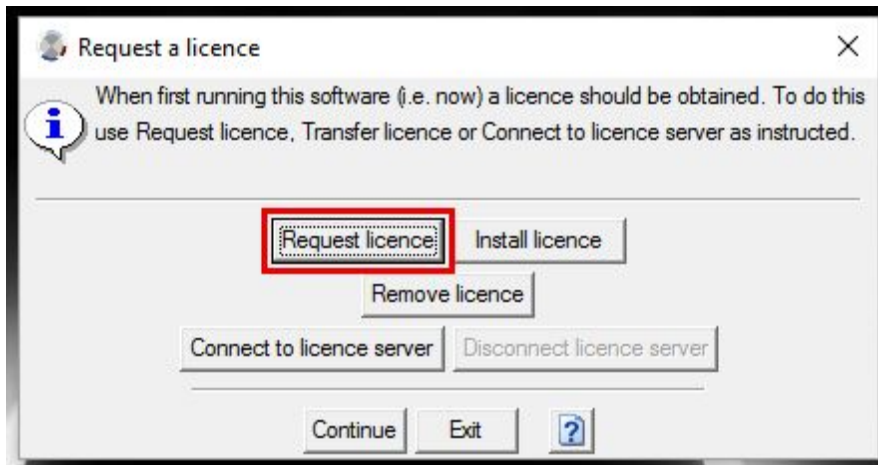 Request a licence
When first running this software (i.e. now) a licence should be obtained. To do this
use Request licence, Transfer licence or Connect to licence server as instructed.
Request licence Install licence
Remove licence
Connect to licence server Disconnect licence server
Continue Exit ?